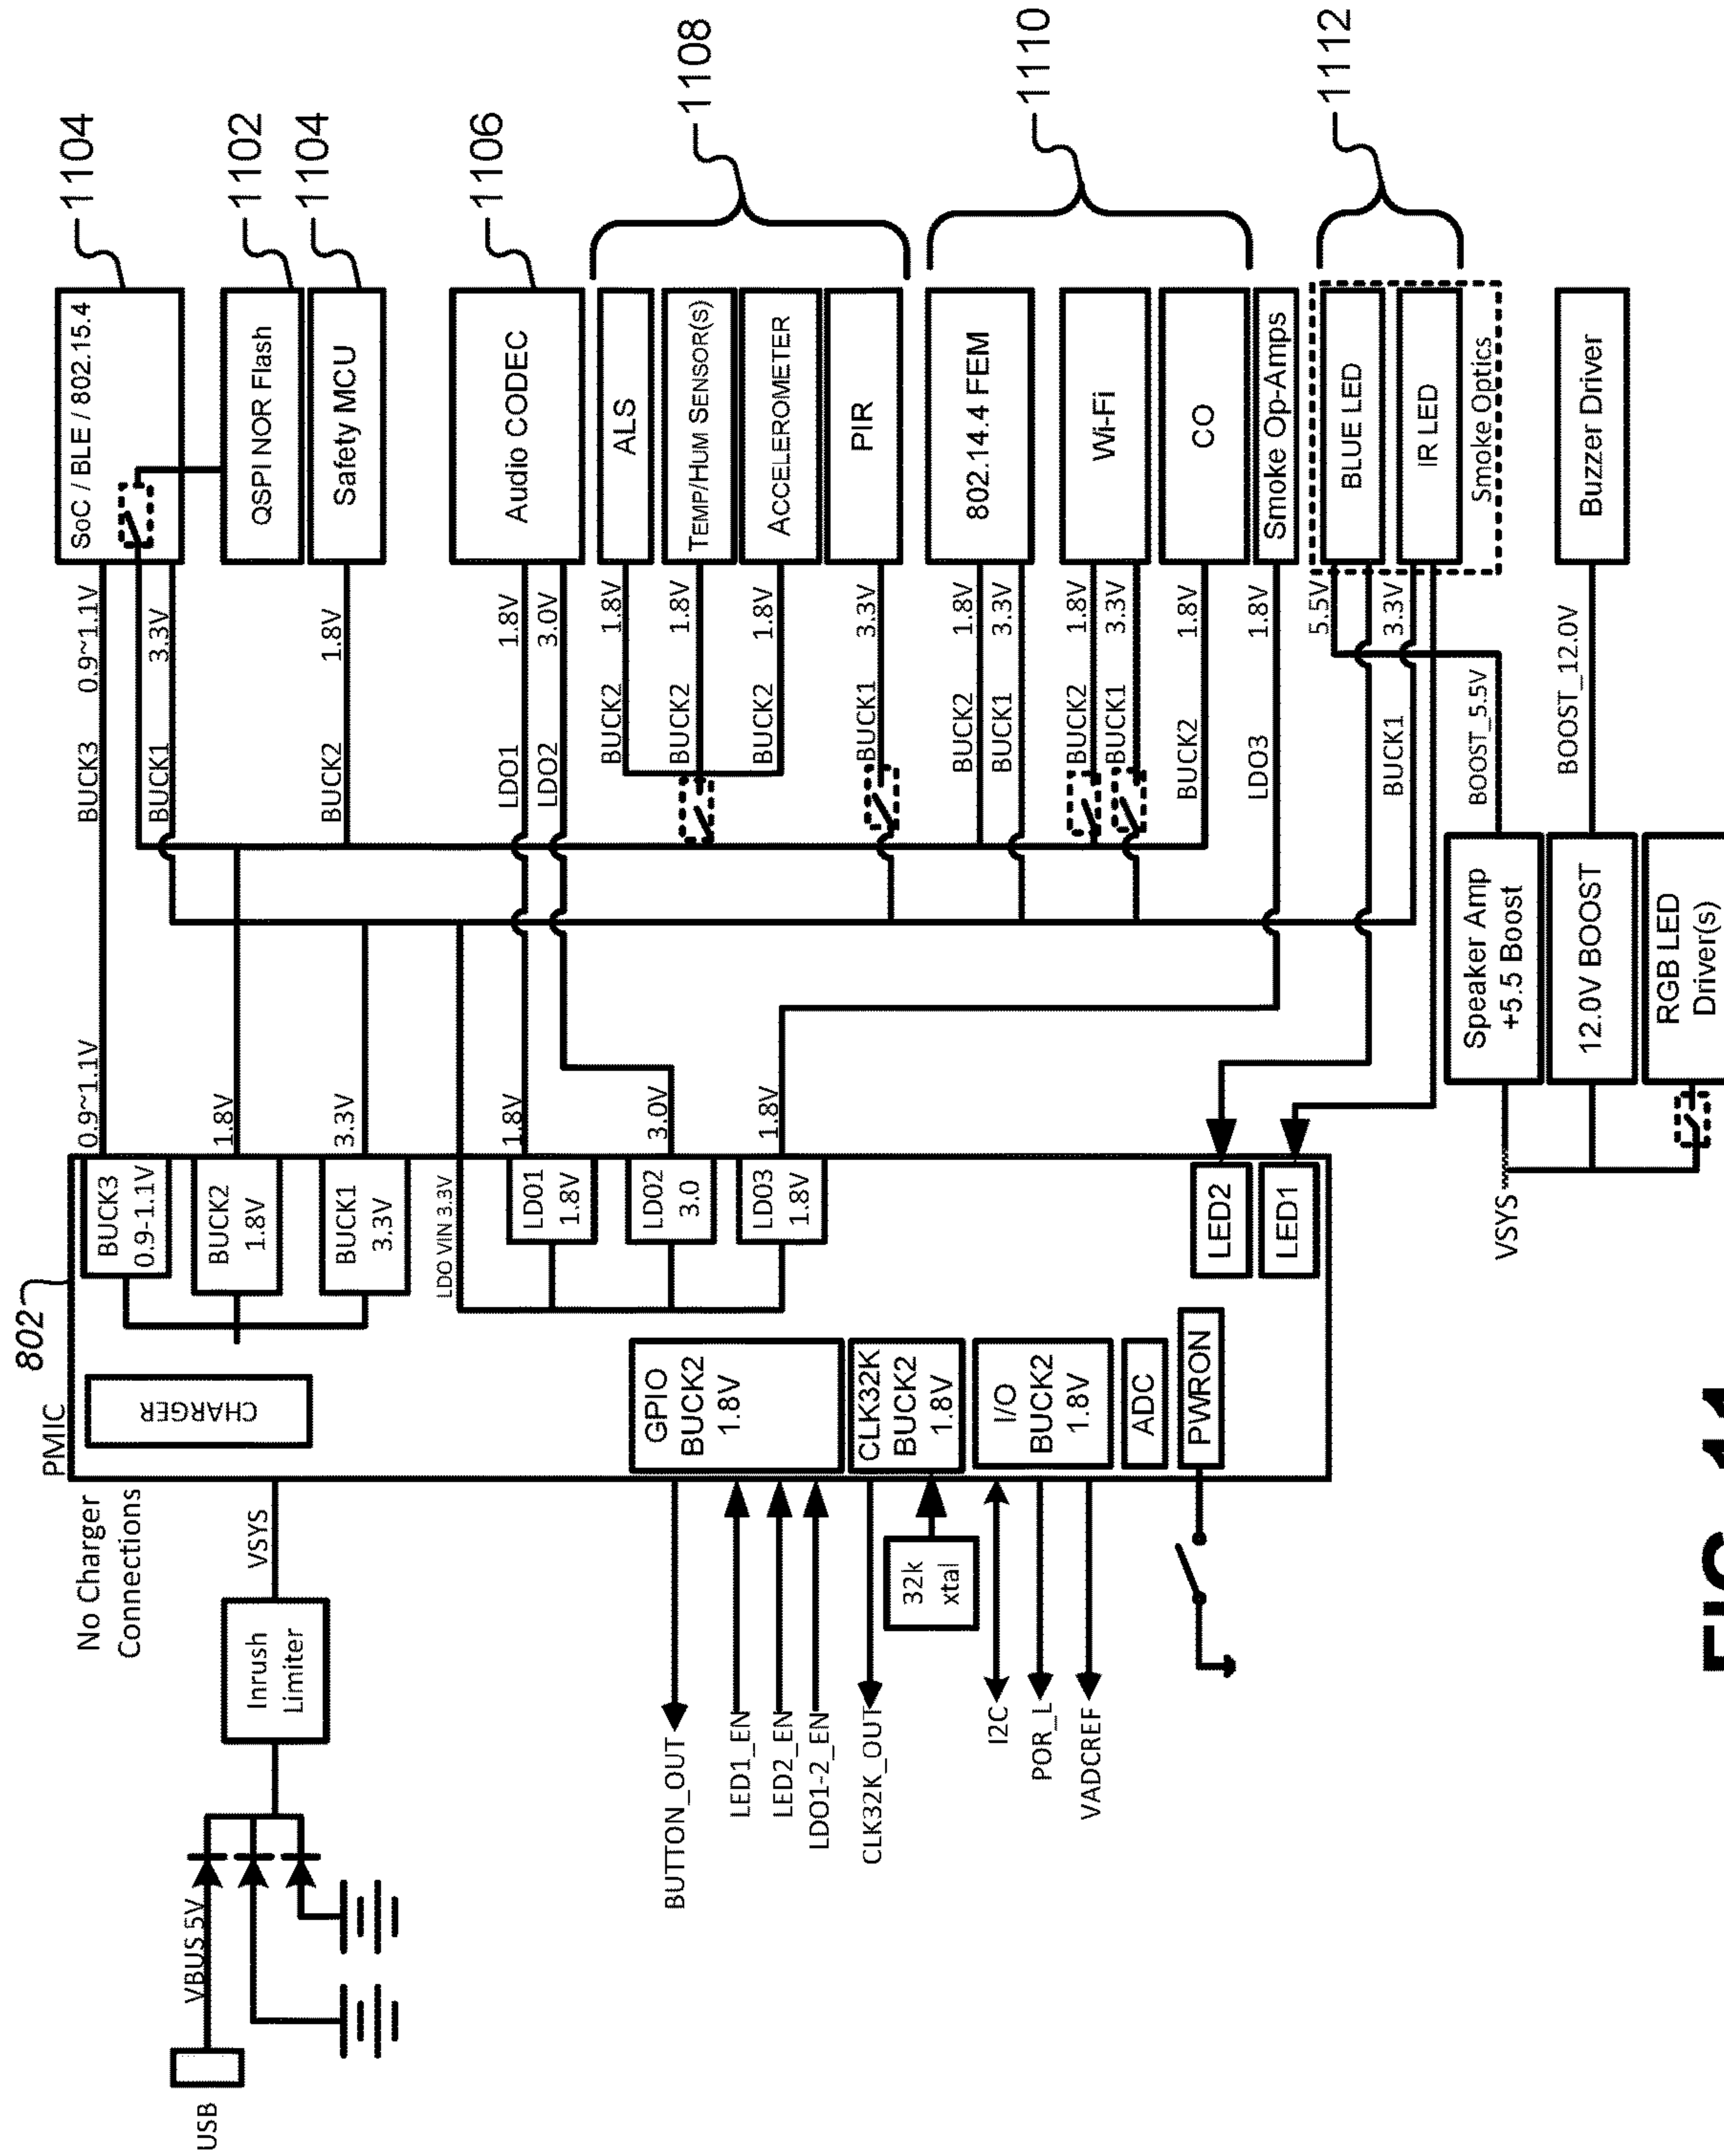 802
PMIC
No Charger
Connections
CHARGER
USB
VBUS 5V
Inrush
Limiter
VSYS
BUCK3
0.9-1.1V
BUCK2
1.8V
BUCK1
3.3V
LDO VIN 3.3V
LDO1
1.8V
LDO2
3.0
LDO3
1.8V
LED2
LED1
GPIO
BUCK2
1.8V
CLK32K
BUCK2
1.8V
I/O
BUCK2
1.8V
ADC
PWRON
BUTTON_OUT
LED1_EN
LED2_EN
LDO1-2_EN
CLK32K_OUT
32k
xtal
I2C
POR_L
VADCREF
0.9~1.1V
1.8V
3.3V
1.8V
3.0V
1.8V
BUCK3 0.9~1.1V
BUCK1 3.3V
BUCK2 1.8V
LDO1 1.8V
LDO2 3.0V
BUCK2 1.8V
BUCK2 1.8V
BUCK2 1.8V
BUCK1 3.3V
BUCK2 1.8V
BUCK1 3.3V
BUCK2 1.8V
BUCK1 3.3V
BUCK2 1.8V
LDO3 1.8V
5.5V
BUCK1 3.3V
BOOST_5.5V
BOOST_12.0V
SoC / BLE / 802.15.4
QSPI NOR Flash
Safety MCU
Audio CODEC
ALS
TEMP/HUM SENSOR(S)
ACCELEROMETER
PIR
802.14.4 FEM
Wi-Fi
CO
Smoke Op-Amps
BLUE LED
IR LED
Smoke Optics
Buzzer Driver
VSYS
Speaker Amp
+5.5 Boost
12.0V BOOST
RGB LED
Driver(s)
1104
1102
1104
1106
1108
1110
1112